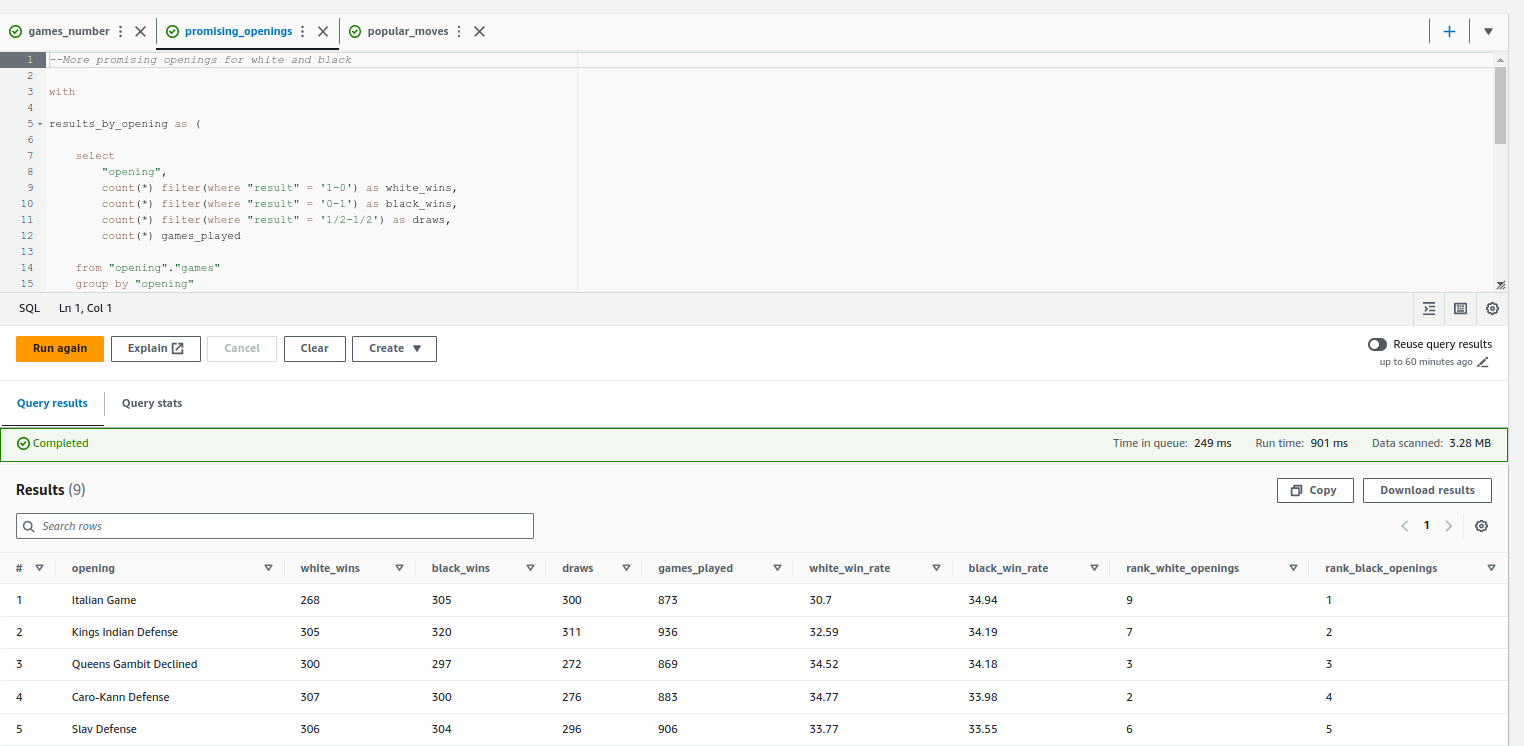 games_number promising_openings popular_moves
1 --More promising openings for white and black
2
3 with
4
5 results_by_opening as (
6
7 select
8 "opening",
9 count(*) filter(where "result" = '1-0') as white_wins,
10 count(*) filter(where "result" = '0-1') as black_wins,
11 count(*) filter(where "result" = '1/2-1/2') as draws,
12 count(*) games_played
13
14 from "opening"."games"
15 group by "opening"
SQL Ln 1, Col 1
Run again Explain Cancel Clear Create Reuse query results
up to 60 minutes ago
Query results Query stats
Completed Time in queue: 249 ms Run time: 901 ms Data scanned: 3.28 MB
Results (9) Copy Download results
Search rows 1
# opening white_wins black_wins draws games_played white_win_rate black_win_rate rank_white_openings rank_black_openings
1 Italian Game 268 305 300 873 30.7 34.94 9 1
2 Kings Indian Defense 305 320 311 936 32.59 34.19 7 2
3 Queens Gambit Declined 300 297 272 869 34.52 34.18 3 3
4 Caro-Kann Defense 307 300 276 883 34.77 33.98 2 4
5 Slav Defense 306 304 296 906 33.77 33.55 6 5